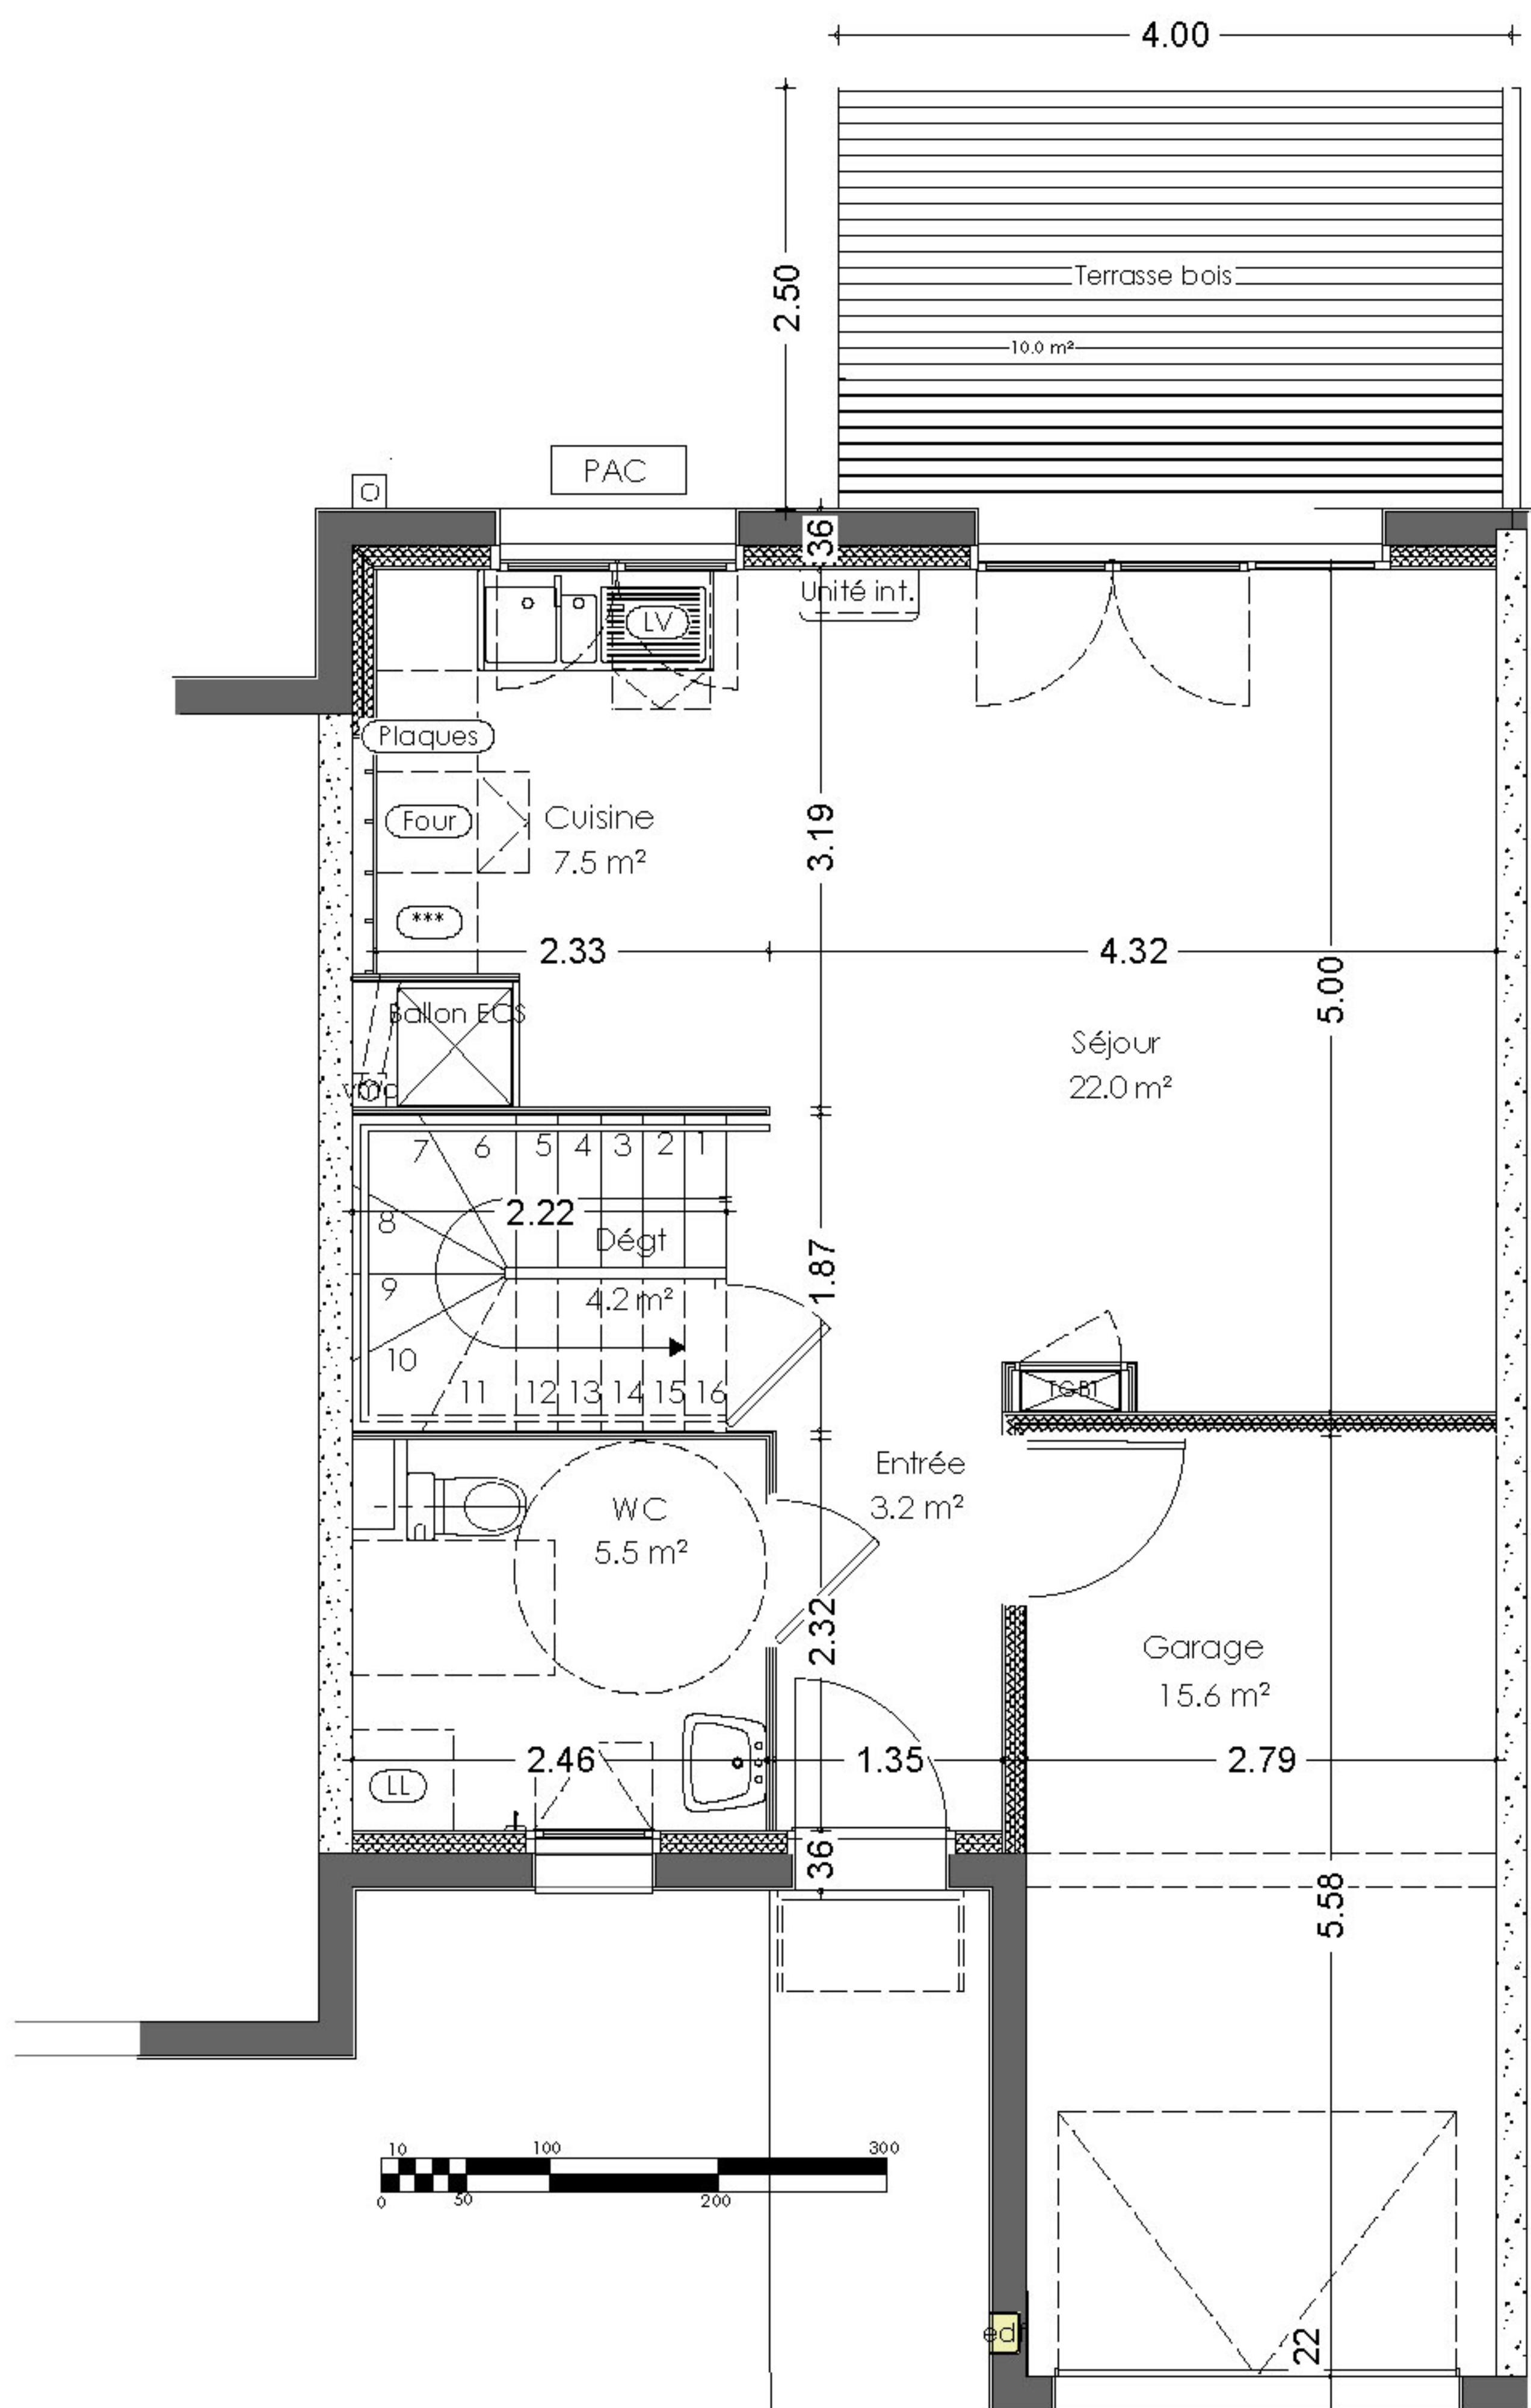 4.00
2.50
Terrasse bois
10.0 m²
PAC
36
Unité int.
LV
Plaques
Four
Cuisine
7.5 m²
3.19
***
2.33
4.32
5.00
Ballon ECS
vmc
Séjour
22.0 m²
7 6 5 4 3 2 1
8
2.22
Dégt
4.2 m²
1.87
9
10
11 12 13 14 15 16
TGBT
Entrée
3.2 m²
WC
5.5 m²
2.32
Garage
15.6 m²
2.46
1.35
2.79
LL
36
5.58
10 100 300
0 50 200
ed
22